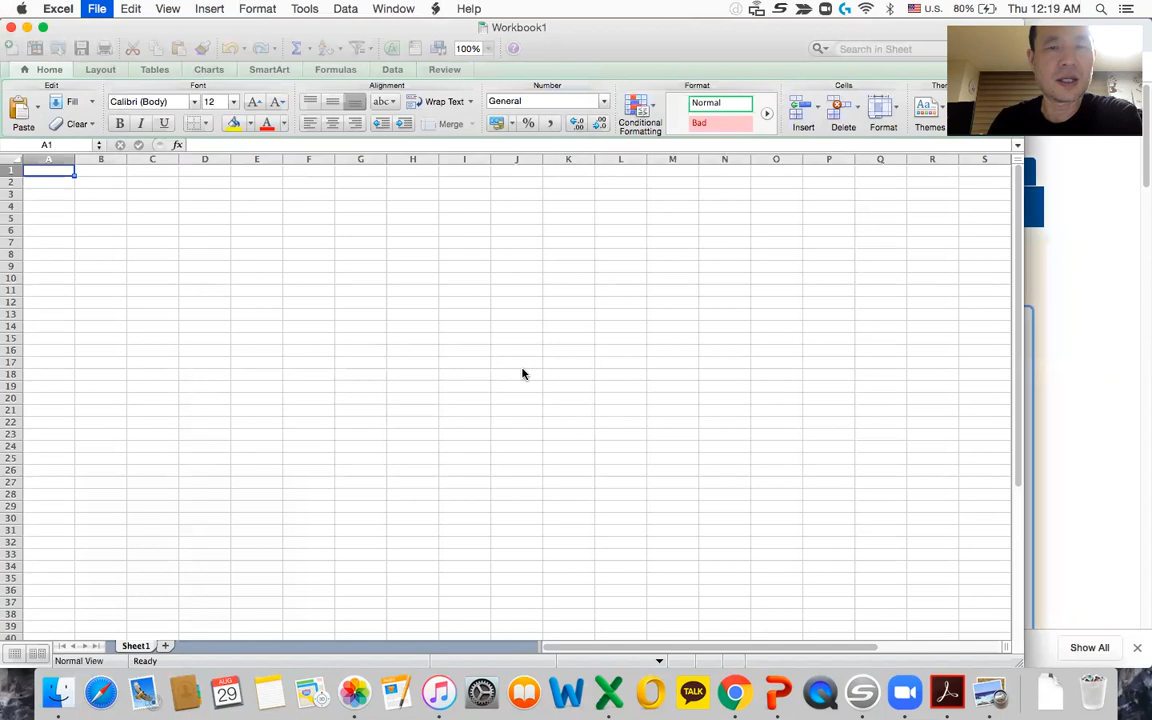 Excel File Edit View Insert Format Tools Data Window Help U.S. 80% Thu 12:19 AM
Workbook1
100% Search in Sheet
Home Layout Tables Charts SmartArt Formulas Data Review
Edit Font Alignment Number Format Cells
Fill Calibri (Body) 12 abc Wrap Text General Normal
Paste Clear B I U Merge % Conditional Formatting Bad Insert Delete Format Themes
A1 fx
A B C D E F G H I J K L M N O P Q R S
1
2
3
4
5
6
7
8
9
10
11
12
13
14
15
16
17
18
19
20
21
22
23
24
25
26
27
28
29
30
31
32
33
34
35
36
37
38
39
40
Sheet1
Normal View Ready
Show All
AUG
29
TALK